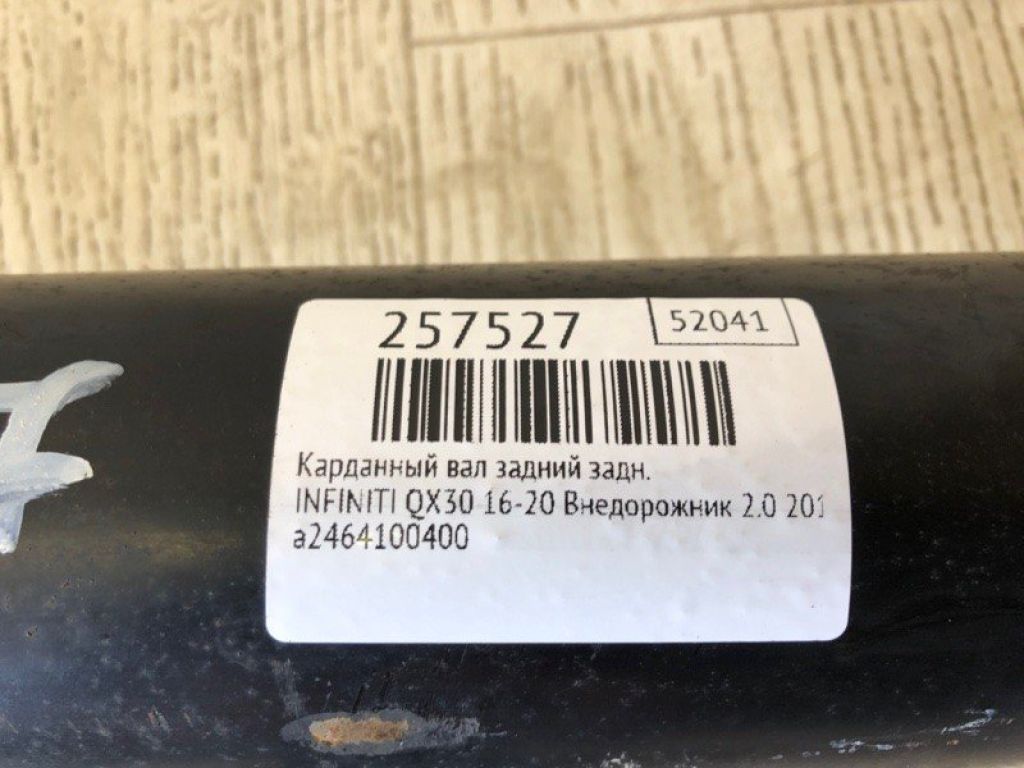 257527
52041
Карданный вал задний задн.
INFINITI QX30 16-20 Внедорожник 2.0 201
a2464100400